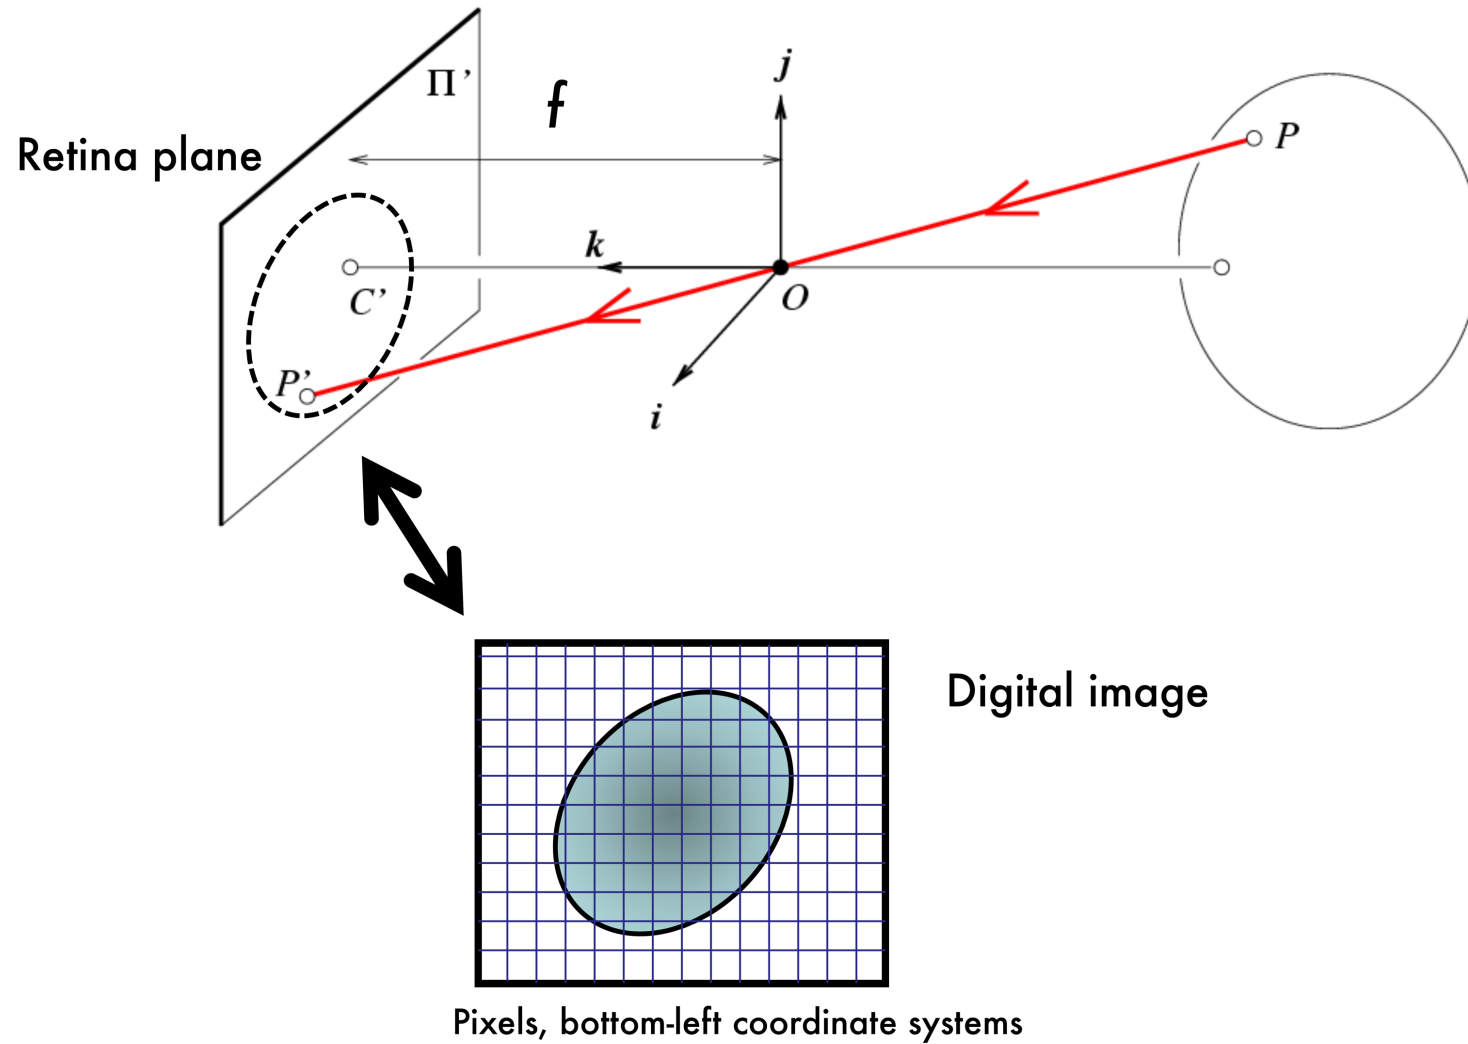 j
Π’
f
P
Retina plane
k
C’
O
P’
i
Digital image
Pixels, bottom-left coordinate systems